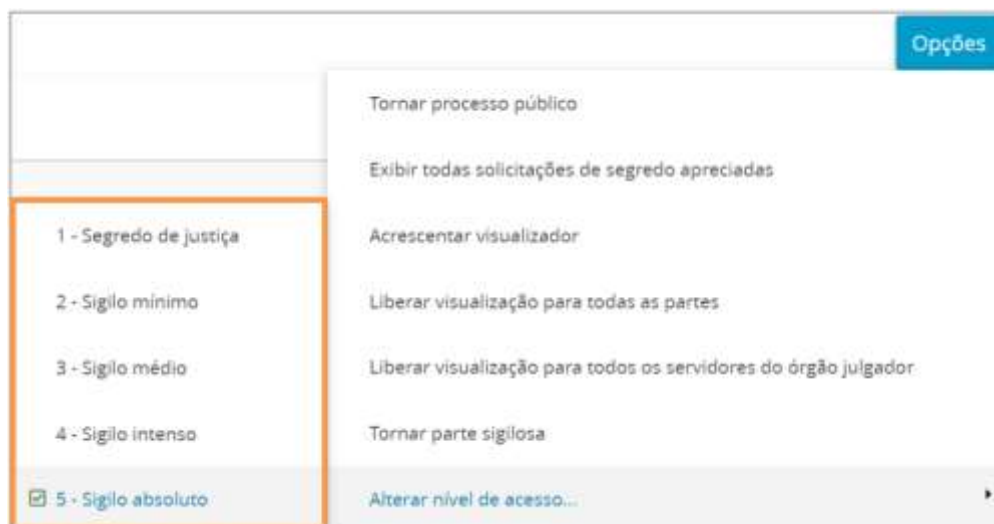 Opções
Tornar processo público
Exibir todas solicitações de segredo apreciadas
Acrescentar visualizador
Liberar visualização para todas as partes
Liberar visualização para todos os servidores do órgão julgador
Tornar parte sigilosa
Alterar nível de acesso...
1 - Segredo de justiça
2 - Sigilo mínimo
3 - Sigilo médio
4 - Sigilo intenso
5 - Sigilo absoluto